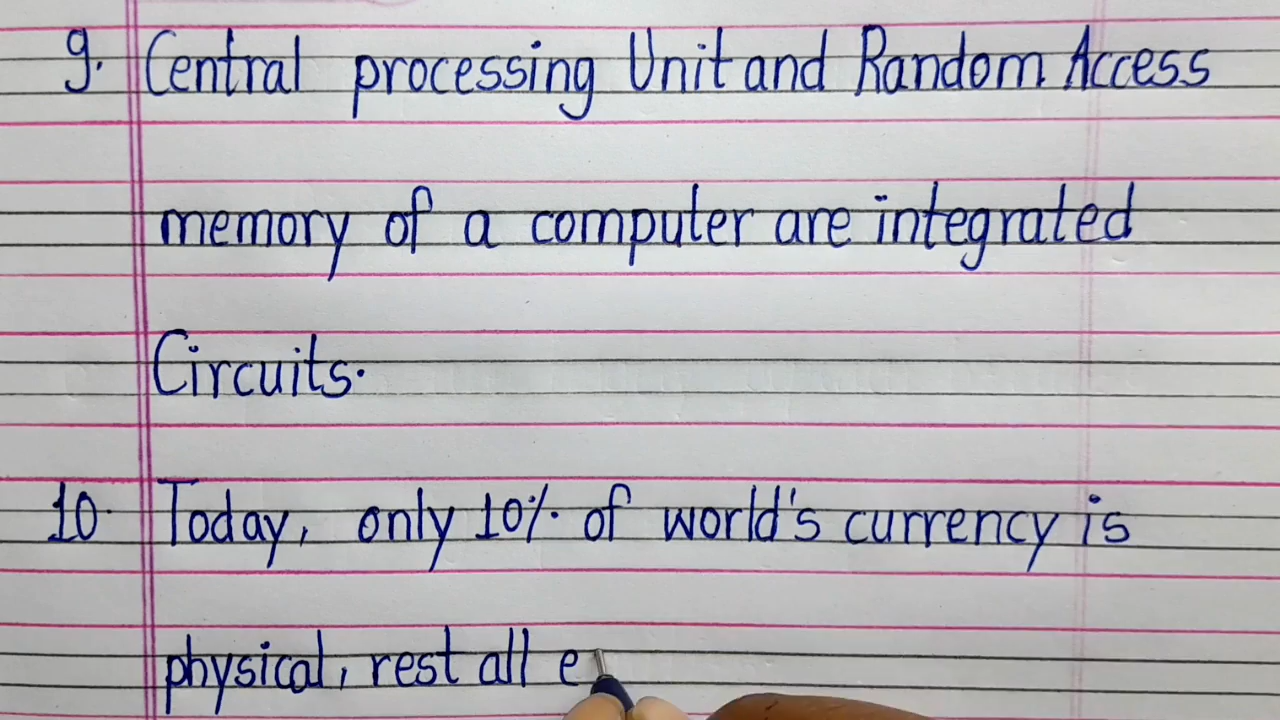 9. Central processing Unit and Random Access
memory of a computer are integrated
Circuits.
10. Today, only 10% of world's currency is
physical, rest all e